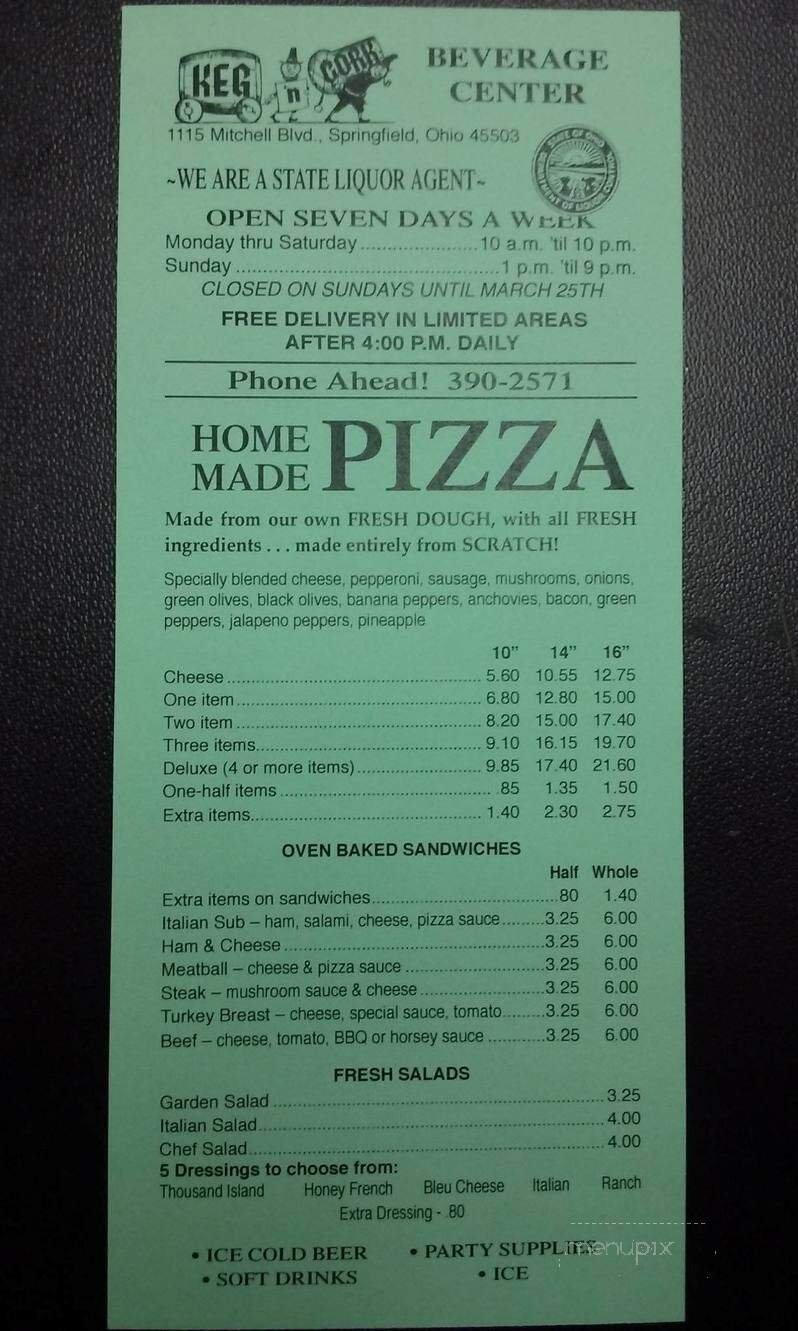 KEG n CORK BEVERAGE
CENTER
1115 Mitchell Blvd., Springfield, Ohio 45503
~WE ARE A STATE LIQUOR AGENT~
OPEN SEVEN DAYS A WEEK
Monday thru Saturday......................10 a.m. 'til 10 p.m.
Sunday..................................................1 p.m. 'til 9 p.m.
CLOSED ON SUNDAYS UNTIL MARCH 25TH
FREE DELIVERY IN LIMITED AREAS
AFTER 4:00 P.M. DAILY
Phone Ahead! 390-2571
HOME MADE PIZZA
Made from our own FRESH DOUGH, with all FRESH
ingredients . . . made entirely from SCRATCH!
Specially blended cheese, pepperoni, sausage, mushrooms, onions,
green olives, black olives, banana peppers, anchovies, bacon, green
peppers, jalapeno peppers, pineapple
10" 14" 16"
Cheese.................................................. 5.60 10.55 12.75
One item................................................ 6.80 12.80 15.00
Two item................................................ 8.20 15.00 17.40
Three items............................................. 9.10 16.15 19.70
Deluxe (4 or more items)........................... 9.85 17.40 21.60
One-half items.......................................... .85 1.35 1.50
Extra items.............................................. 1.40 2.30 2.75
OVEN BAKED SANDWICHES
Half Whole
Extra items on sandwiches.......................................80 1.40
Italian Sub – ham, salami, cheese, pizza sauce.........3.25 6.00
Ham & Cheese......................................................3.25 6.00
Meatball – cheese & pizza sauce............................3.25 6.00
Steak – mushroom sauce & cheese.........................3.25 6.00
Turkey Breast – cheese, special sauce, tomato.........3.25 6.00
Beef – cheese, tomato, BBQ or horsey sauce............3.25 6.00
FRESH SALADS
Garden Salad.................................................................. 3.25
Italian Salad.................................................................... 4.00
Chef Salad...................................................................... 4.00
5 Dressings to choose from:
Thousand Island Honey French Bleu Cheese Italian Ranch
Extra Dressing - .80
• ICE COLD BEER • PARTY SUPPLIES
• SOFT DRINKS • ICE
menupix